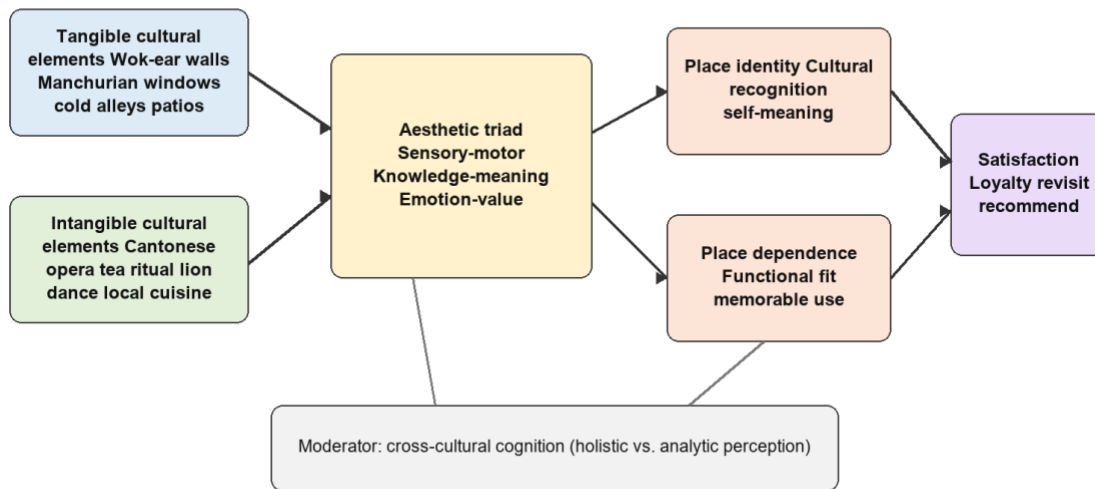 Tangible cultural
elements Wok-ear walls
Manchurian windows
cold alleys patios
Intangible cultural
elements Cantonese
opera tea ritual lion
dance local cuisine
Aesthetic triad
Sensory-motor
Knowledge-meaning
Emotion-value
Place identity Cultural
recognition
self-meaning
Place dependence
Functional fit
memorable use
Satisfaction
Loyalty revisit
recommend
Moderator: cross-cultural cognition (holistic vs. analytic perception)